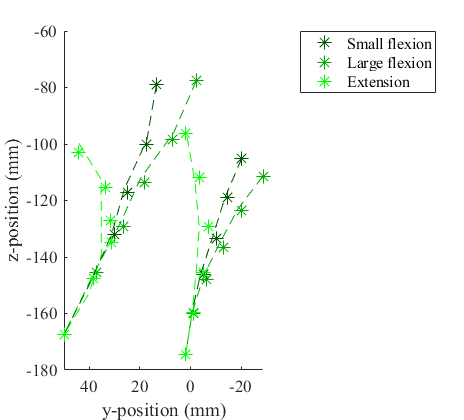 -60
-80
-100
-120
-140
-160
-180
z-position (mm)
40 20 0 -20
y-position (mm)
Small flexion
Large flexion
Extension